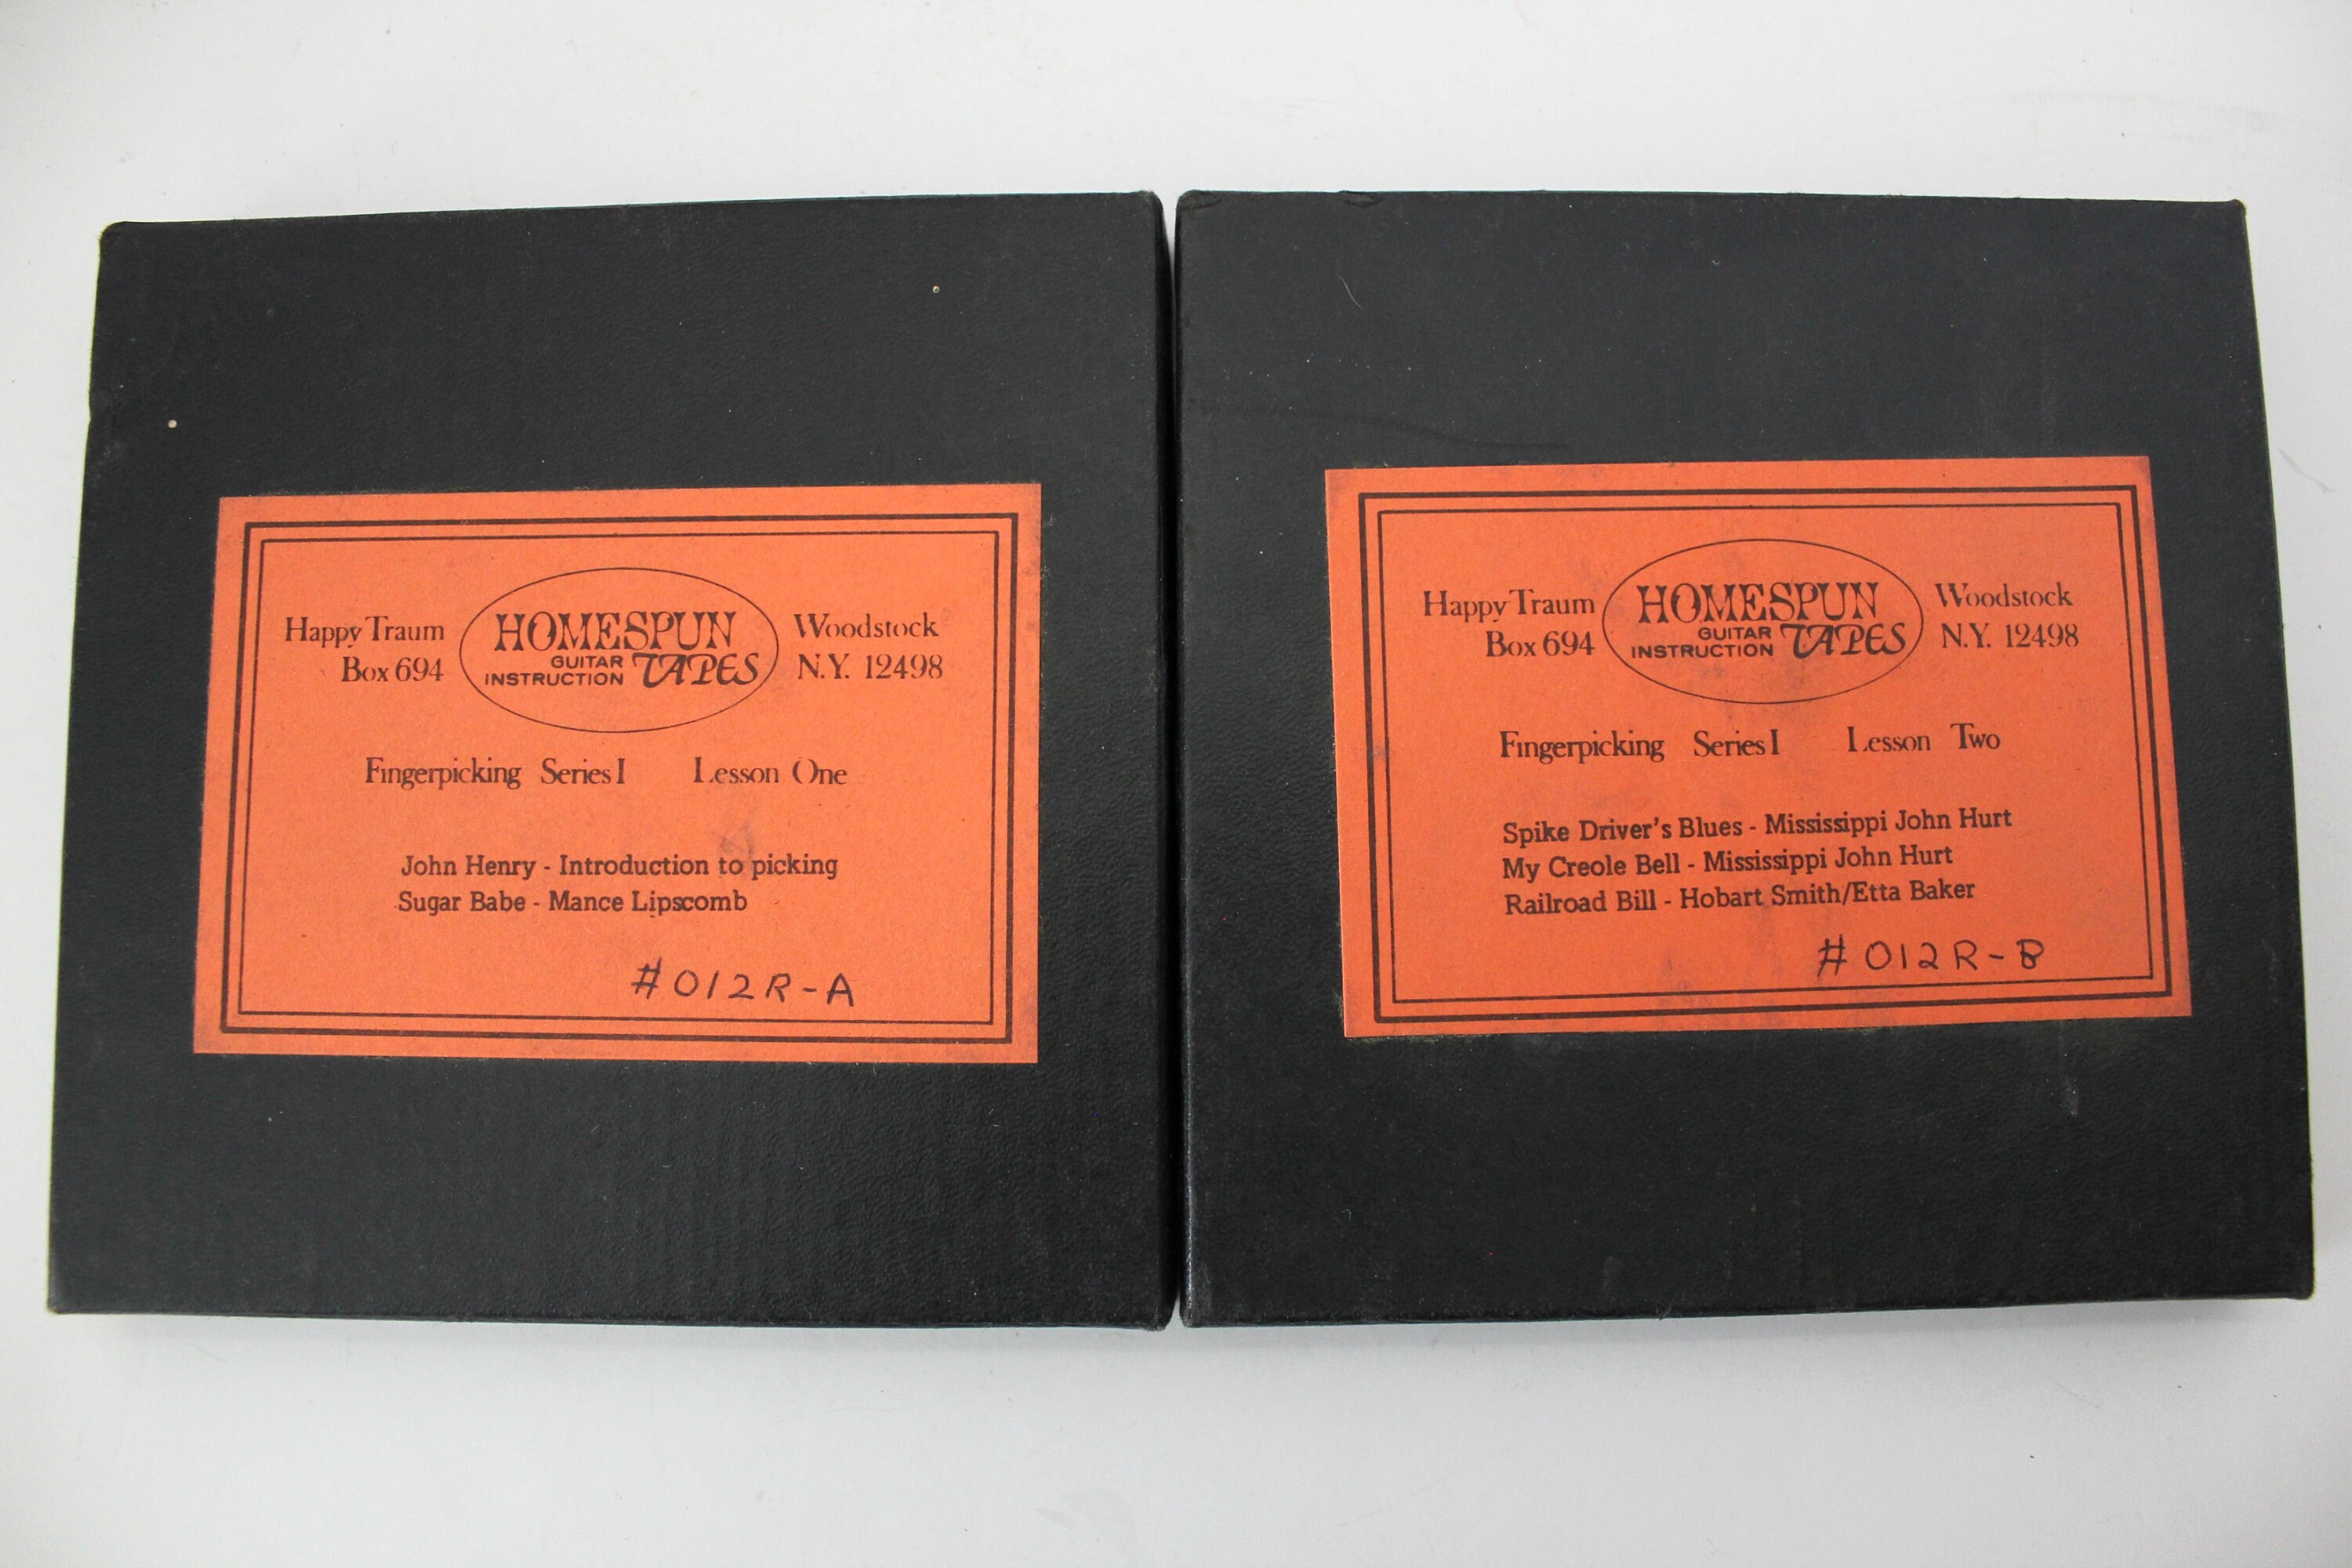 Happy Traum
Box 694
HOMESPUN
GUITAR
INSTRUCTION TAPES
Woodstock
N.Y. 12498
Fingerpicking Series I Lesson One
John Henry - Introduction to picking
Sugar Babe - Mance Lipscomb
#012R-A
Happy Traum
Box 694
HOMESPUN
GUITAR
INSTRUCTION TAPES
Woodstock
N.Y. 12498
Fingerpicking Series I Lesson Two
Spike Driver's Blues - Mississippi John Hurt
My Creole Bell - Mississippi John Hurt
Railroad Bill - Hobart Smith/Etta Baker
#012R-B